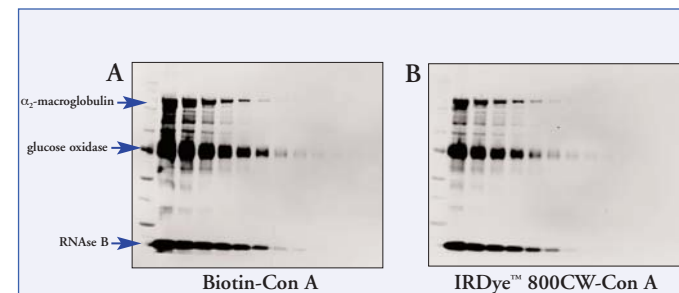 A
B
α₂-macroglobulin
glucose oxidase
RNAse B
Biotin-Con A
IRDye™ 800CW-Con A